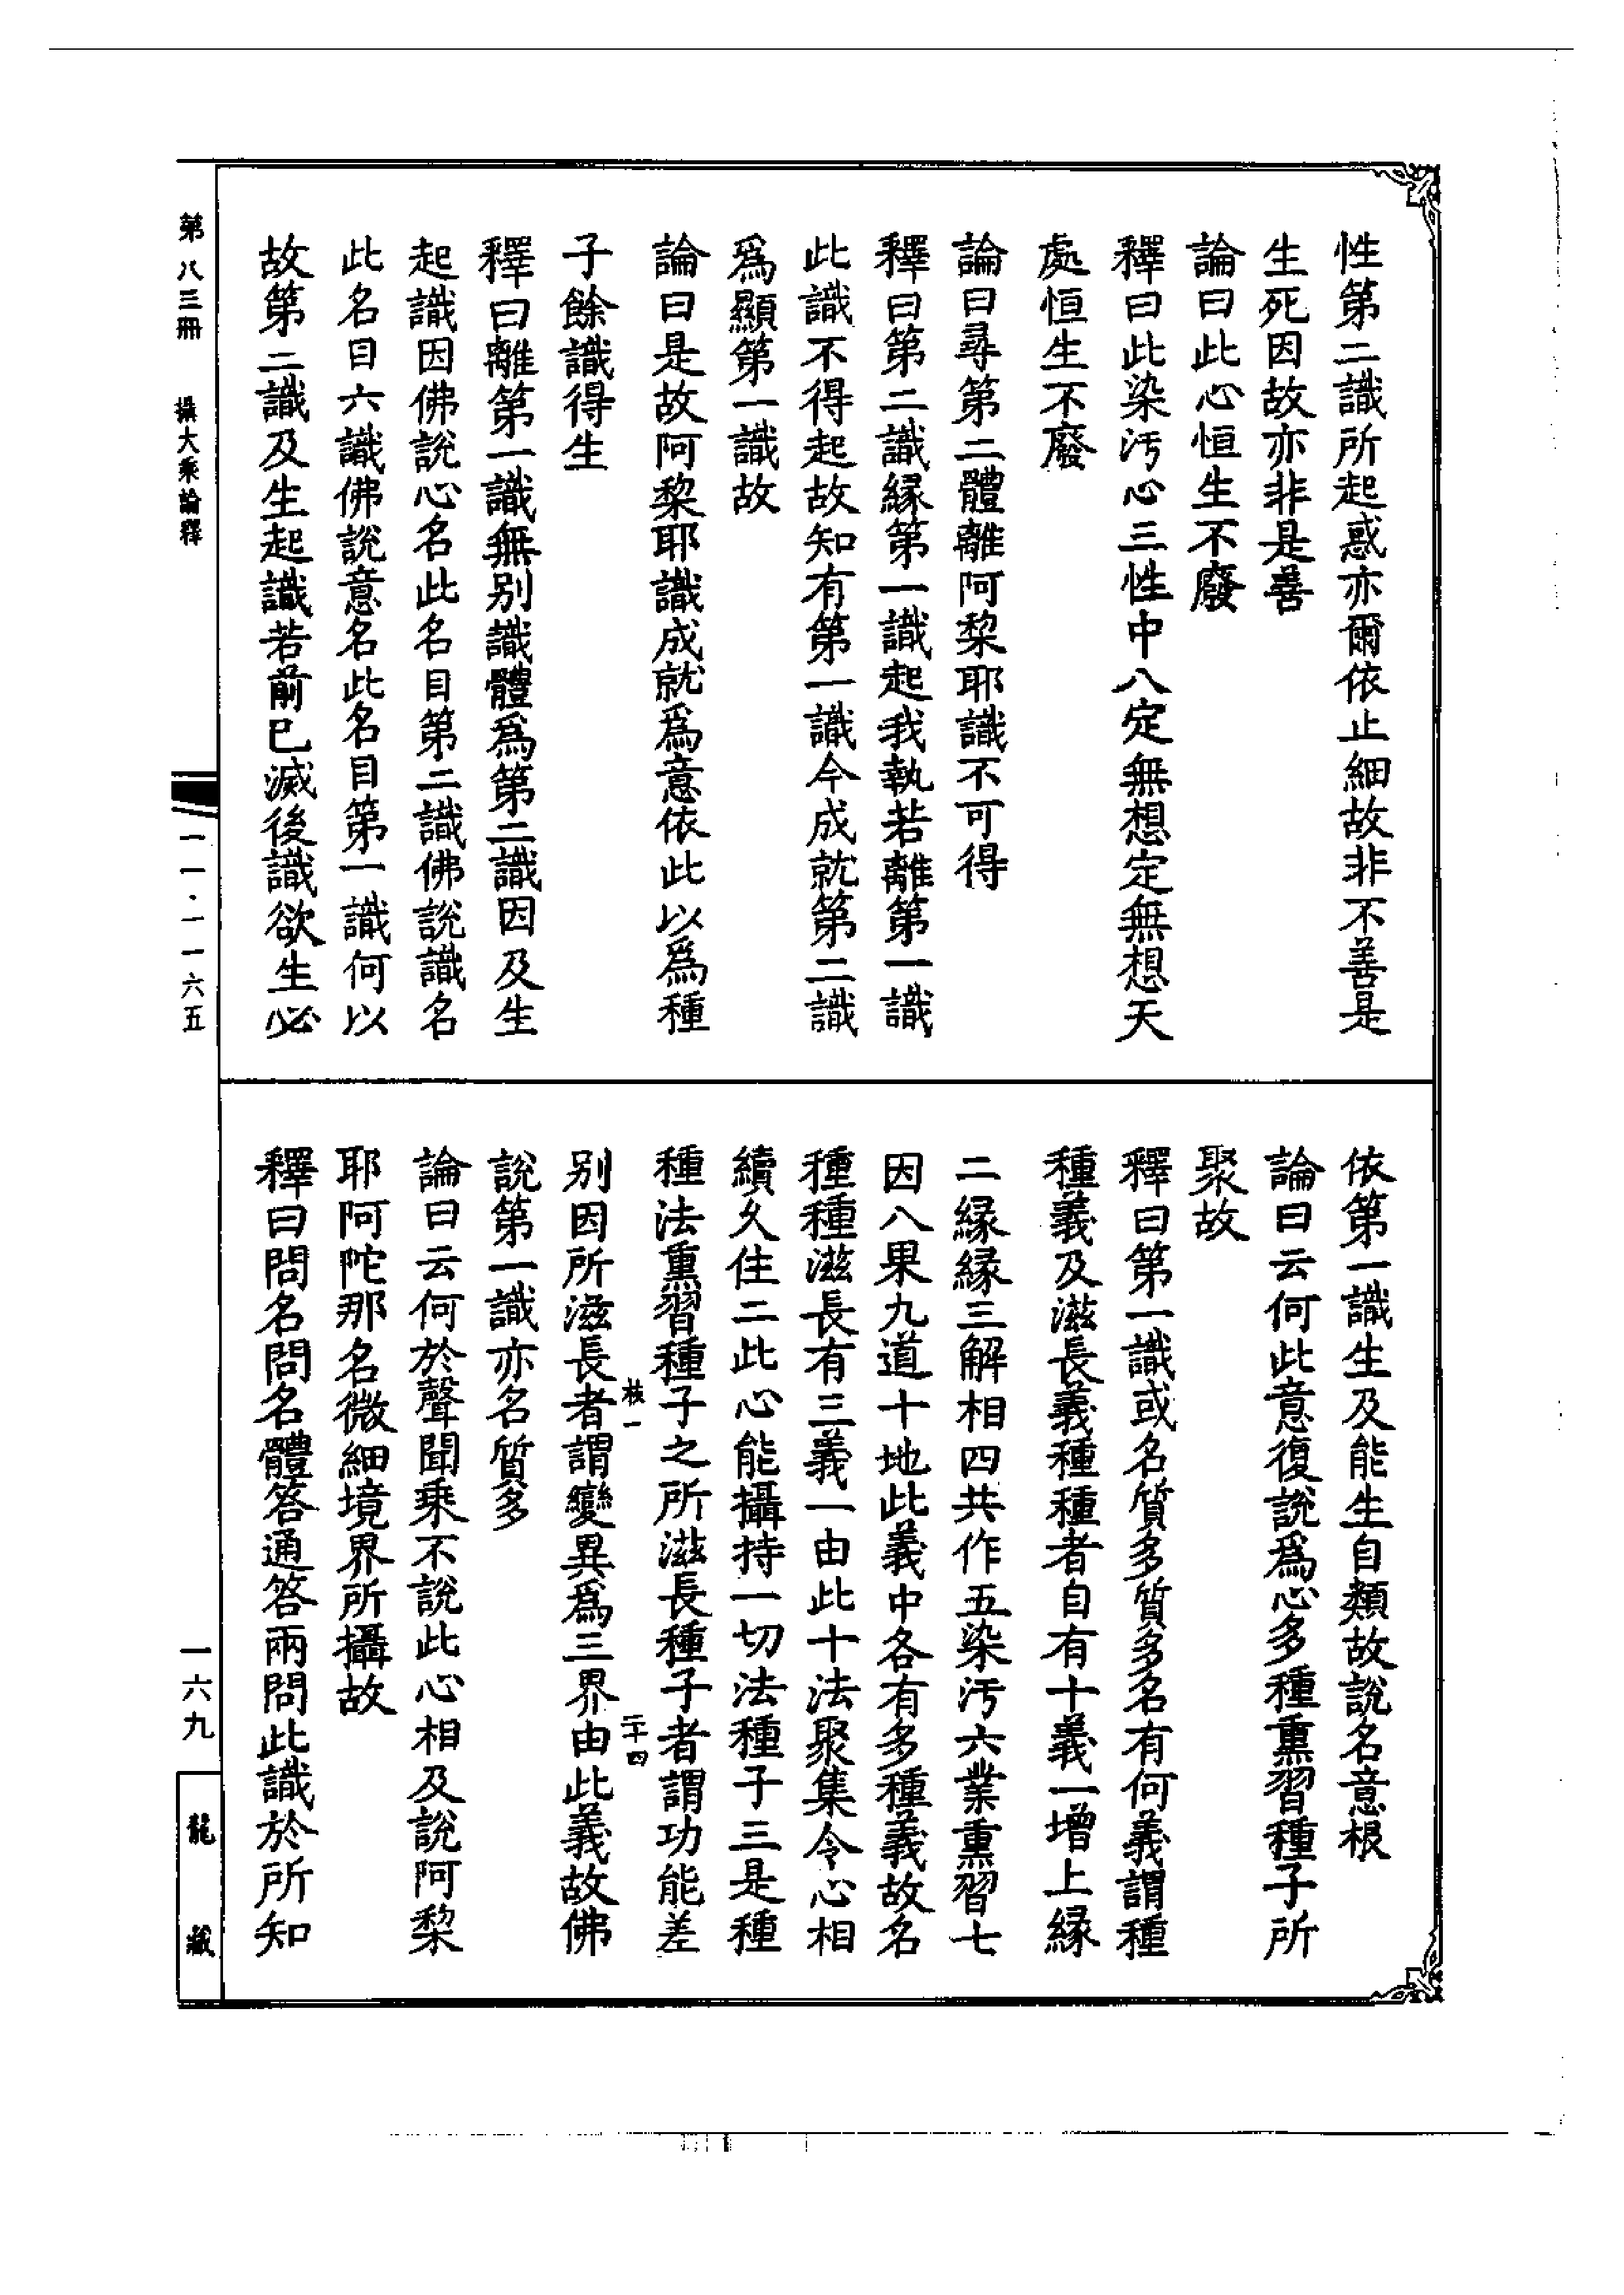 性第二識所起惑亦爾依止細故非不善是
生死因故亦非是善
論曰此心恒生不廢
釋曰此染汚心三性中八定無想定無想天
處恒生不廢
論曰尋第二體離阿梨耶識不可得
釋曰第二識緣第一識起我執若離第一識
此識不得起故知有第一識今成就第二識
爲顯第一識故
論曰是故阿梨耶識成就爲意依此以爲種
子餘識得生
釋曰離第一識無别識體爲第二識因及生
起識因佛說心名此名目第二識佛說識名
此名目六識佛說意名此名目第一識何以
故第二識及生起識若前已滅後識欲生必
依第一識生及能生自類故說名意根
論曰云何此意復說爲心多種熏習種子所
聚故
釋曰第一識或名質多質多名有何義謂種
種義及滋長義種種者自有十義一增上緣
二緣緣三解相四共作五染汚六業熏習七
因八果九道十地此義中各有多種義故名
種種滋長有三義一由此十法聚集令心相
續久住二此心能攝持一切法種子三是種
種法熏習種子之所滋長種子者謂功能差
枝一 二十四
别因所滋長者謂變異爲三界由此義故佛
說第一識亦名質多
論曰云何於聲聞乘不說此心相及說阿梨
耶阿陀那名微細境界所攝故
釋曰問名問名體答通答兩問此識於所知
第八三冊 攝大乘論釋
一一·一一六五
一六九
龍藏